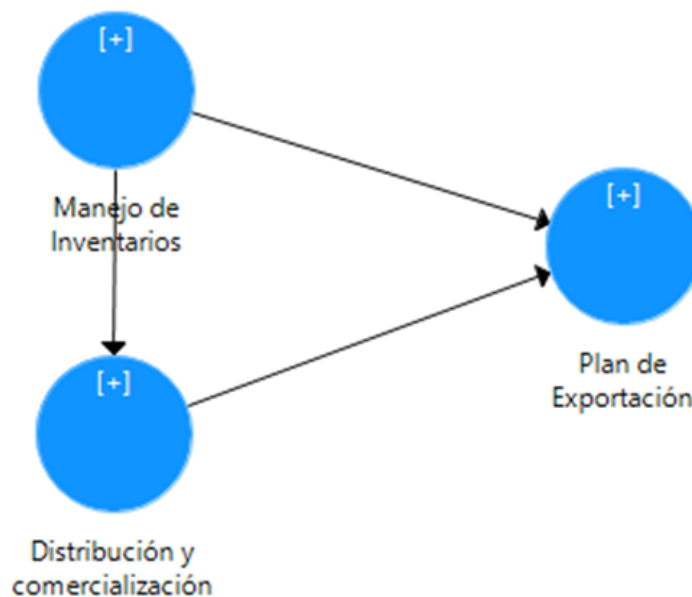 [+]
Manejo de
Inventarios
[+]
Plan de
Exportación
[+]
Distribución y
comercialización